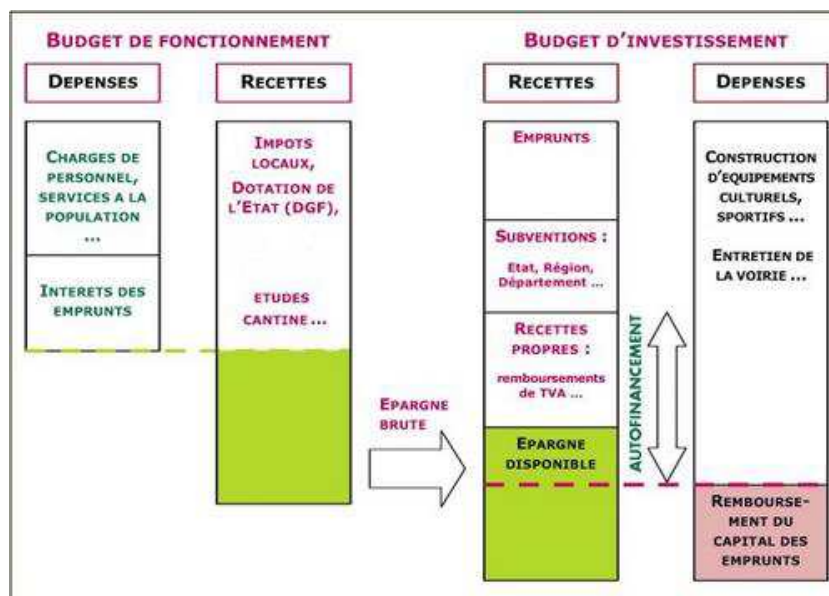 BUDGET DE FONCTIONNEMENT
DEPENSES
RECETTES
CHARGES DE
PERSONNEL,
SERVICES A LA
POPULATION
...
INTERETS DES
EMPRUNTS
IMPOTS
LOCAUX,
DOTATION DE
L'ETAT (DGF),
ETUDES
CANTINE ...
EPARGNE
BRUTE
BUDGET D'INVESTISSEMENT
RECETTES
DEPENSES
EMPRUNTS
SUBVENTIONS :
Etat, Région,
Département ...
RECETTES
PROPRES :
remboursements
de TVA ...
EPARGNE
DISPONIBLE
AUTOFINANCEMENT
CONSTRUCTION
D'EQUIPEMENTS
CULTURELS,
SPORTIFS ...
ENTRETIEN DE
LA VOIRIE ...
REMBOURSE-
MENT DU
CAPITAL DES
EMPRUNTS